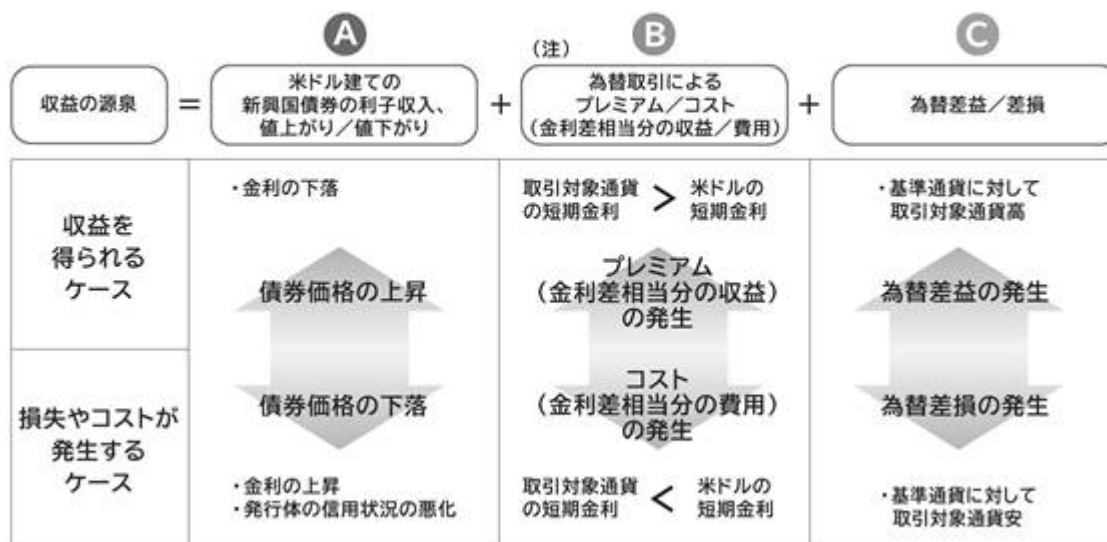 A
(注)
B
C
収益の源泉
=
米ドル建ての
新興国債券の利子収入、
値上がり/値下がり
+
為替取引による
プレミアム/コスト
(金利差相当分の収益/費用)
+
為替差益/差損
収益を
得られる
ケース
・金利の下落
債券価格の上昇
取引対象通貨
の短期金利
>
米ドルの
短期金利
プレミアム
(金利差相当分の収益)
の発生
・基準通貨に対して
取引対象通貨高
為替差益の発生
損失やコストが
発生する
ケース
債券価格の下落
・金利の上昇
・発行体の信用状況の悪化
コスト
(金利差相当分の費用)
の発生
取引対象通貨
の短期金利
<
米ドルの
短期金利
為替差損の発生
・基準通貨に対して
取引対象通貨安